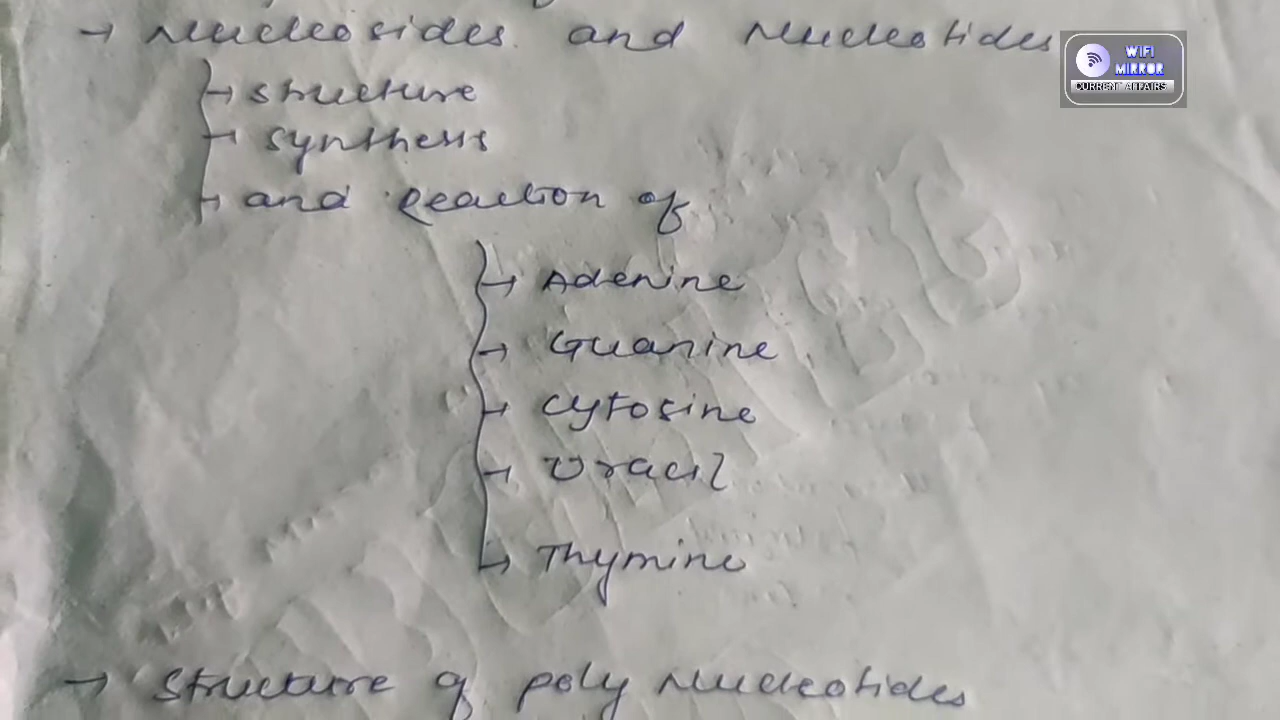 → Nucleosides and Nucleotides
→ structure
→ synthesis
→ and Reaction of
→ Adenine
→ Guanine
→ Cytosine
→ Uracil
→ Thymine
→ Structure of poly Nucleotides
WIFI
MIRROR
CURRENT AFFAIRS